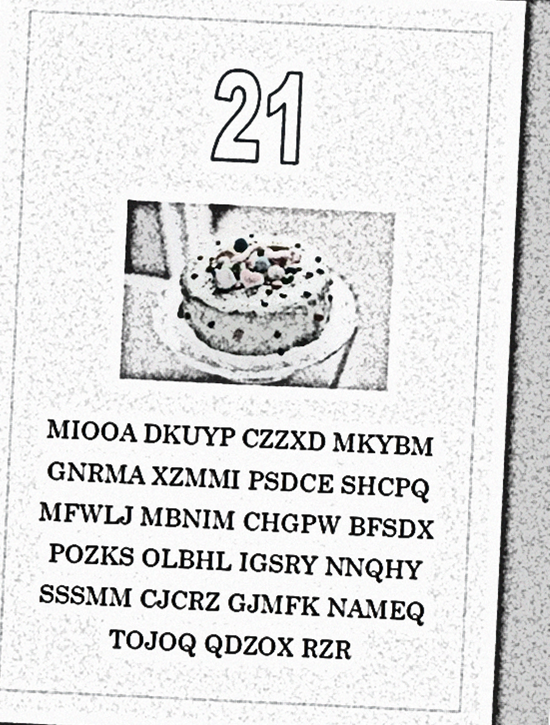 21
MIOOA DKUYP CZZXD MKYBM
GNRMA XZMMI PSDCE SHCPQ
MFWLJ MBNIM CHGPW BFSDX
POZKS OLBHL IGSRY NNQHY
SSSMM CJCRZ GJMFK NAMEQ
TOJOQ QDZOX RZR